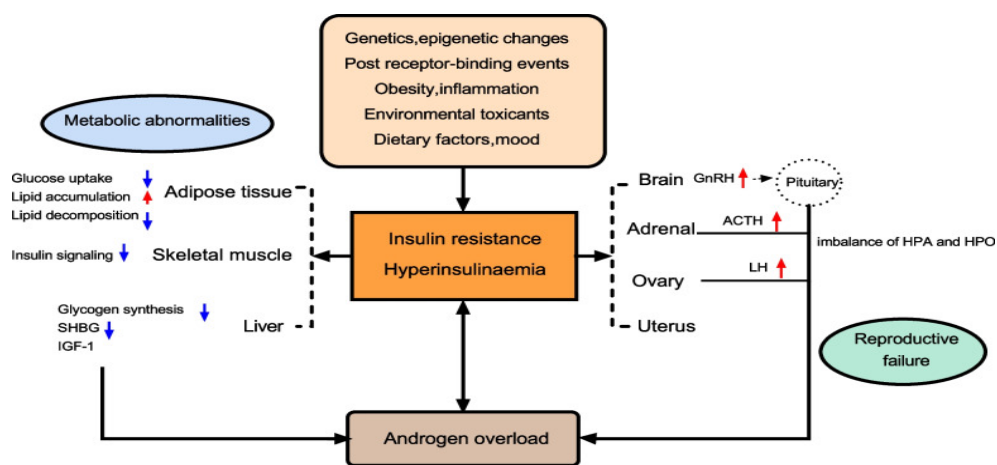 Genetics,epigenetic changes
Post receptor-binding events
Obesity,inflammation
Environmental toxicants
Dietary factors,mood
Metabolic abnormalities
Glucose uptake
Lipid accumulation
Lipid decomposition
Adipose tissue
Insulin signaling
Skeletal muscle
Glycogen synthesis
SHBG
IGF-1
Liver
Insulin resistance
Hyperinsulinaemia
Brain
GnRH
Pituitary
Adrenal
ACTH
imbalance of HPA and HPO
Ovary
LH
Uterus
Reproductive
failure
Androgen overload